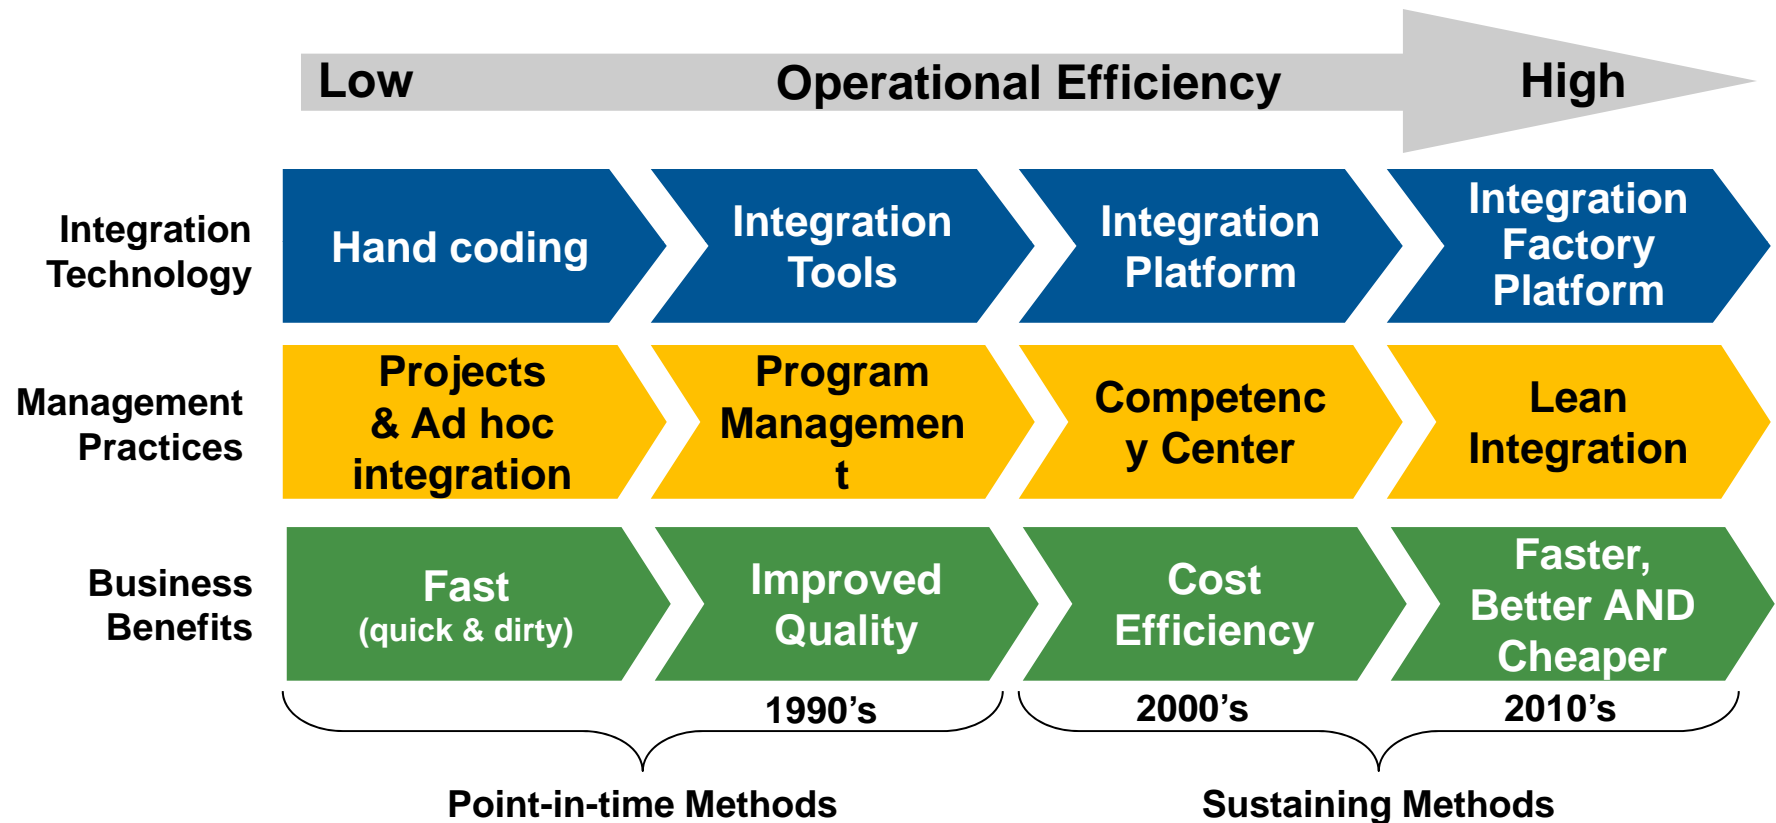 Low Operational Efficiency High
Integration
Technology
Hand coding
Integration
Tools
Integration
Platform
Integration
Factory
Platform
Management
Practices
Projects
& Ad hoc
integration
Program
Managemen
t
Competenc
y Center
Lean
Integration
Business
Benefits
Fast
(quick & dirty)
Improved
Quality
Cost
Efficiency
Faster,
Better AND
Cheaper
1990’s
2000’s
2010’s
Point-in-time Methods
Sustaining Methods